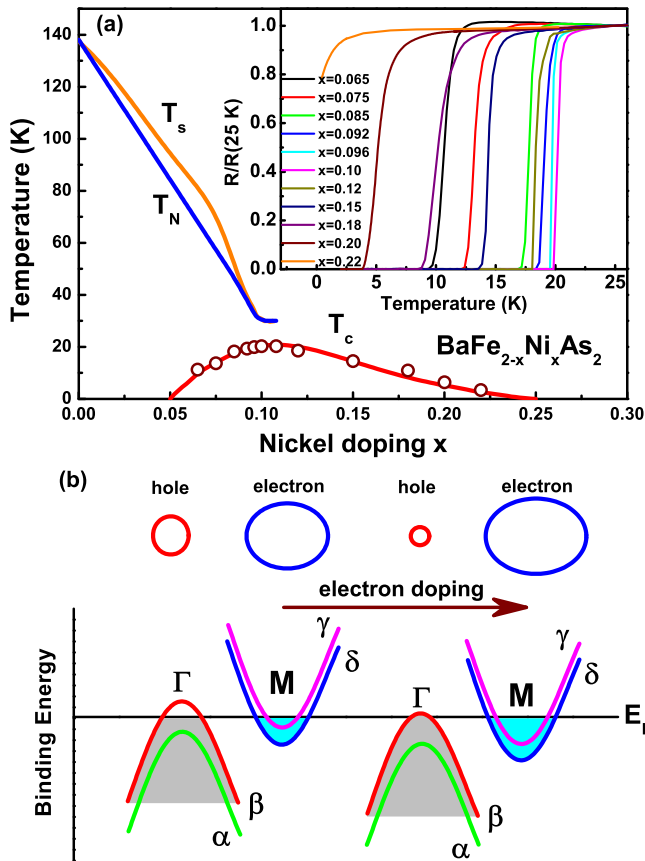 (a)
140
120
100
80
60
40
20
0
Temperature (K)
T_s
T_N
T_c
BaFe_{2-x}Ni_xAs_2
0.00 0.05 0.10 0.15 0.20 0.25 0.30
Nickel doping x
1.0
0.8
0.6
0.4
0.2
0.0
R/R(25 K)
x=0.065
x=0.075
x=0.085
x=0.092
x=0.096
x=0.10
x=0.12
x=0.15
x=0.18
x=0.20
x=0.22
0 5 10 15 20 25
Temperature (K)
(b)
hole electron hole electron
electron doping
γ γ
δ δ
Γ M Γ M
Binding Energy
β β
α α